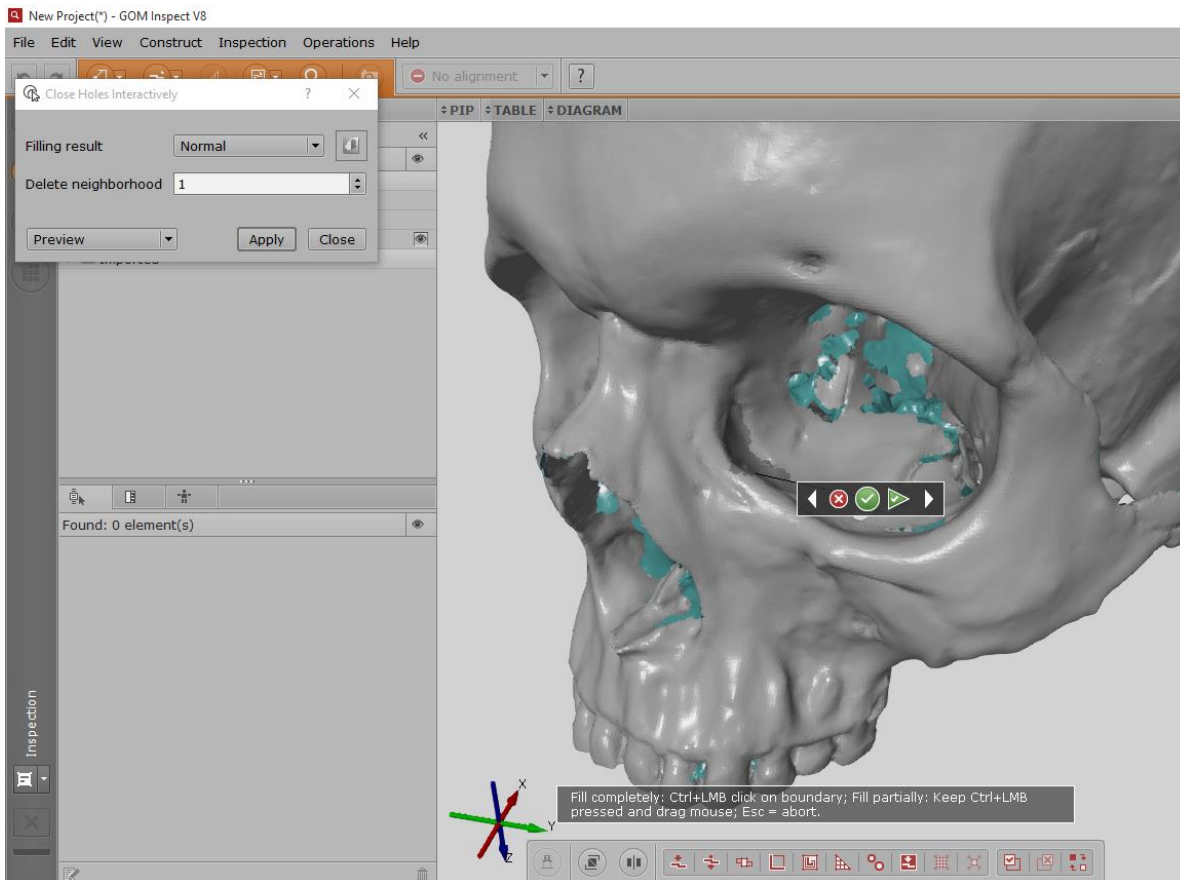 New Project(*) - GOM Inspect V8
File Edit View Construct Inspection Operations Help
No alignment ?
Close Holes Interactively ?
PIP TABLE DIAGRAM
Filling result Normal
Delete neighborhood 1
Preview Apply Close
Imported
Found: 0 element(s)
Inspection
X
Y
Z
Fill completely: Ctrl+LMB click on boundary; Fill partially: Keep Ctrl+LMB
pressed and drag mouse; Esc = abort.